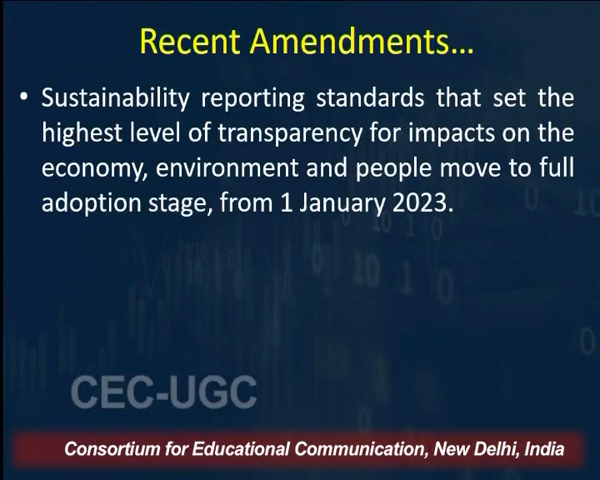 Recent Amendments…
• Sustainability reporting standards that set the
highest level of transparency for impacts on the
economy, environment and people move to full
adoption stage, from 1 January 2023.
CEC-UGC
Consortium for Educational Communication, New Delhi, India